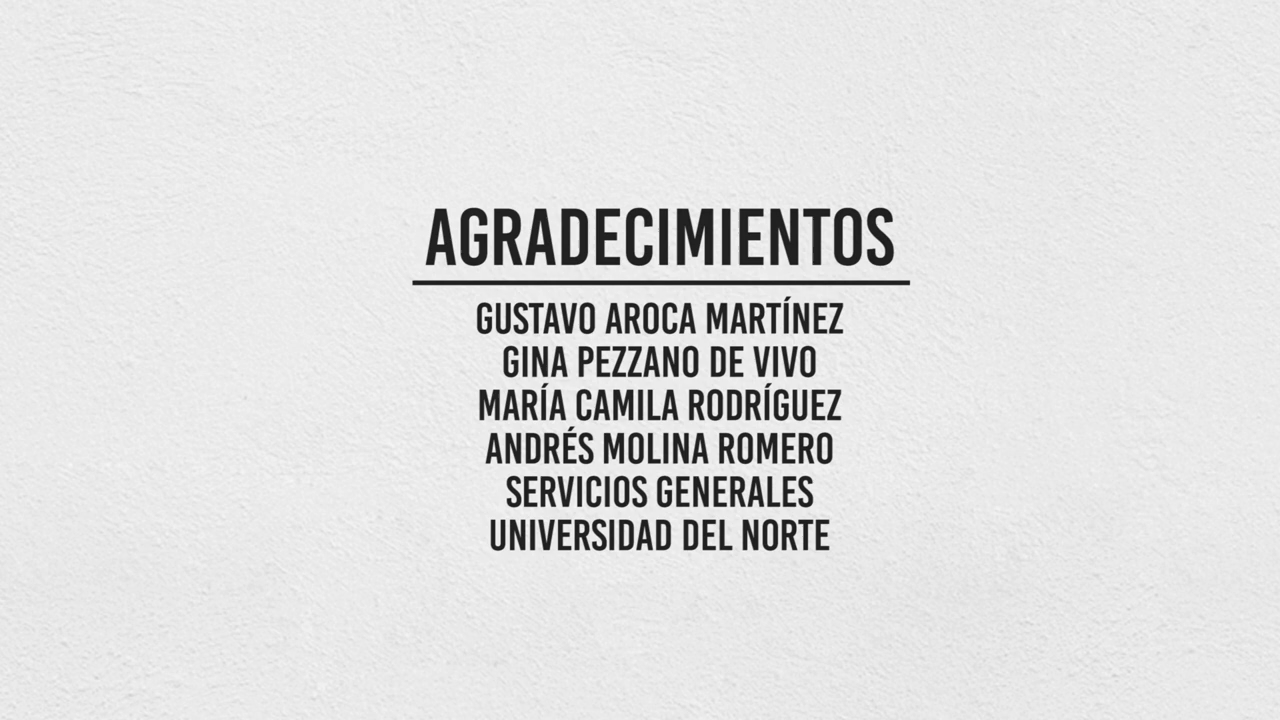 AGRADECIMIENTOS
GUSTAVO AROCA MARTÍNEZ
GINA PEZZANO DE VIVO
MARÍA CAMILA RODRÍGUEZ
ANDRÉS MOLINA ROMERO
SERVICIOS GENERALES
UNIVERSIDAD DEL NORTE